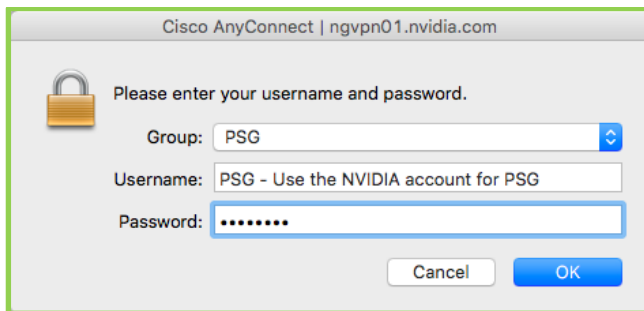 Cisco AnyConnect | ngvpn01.nvidia.com
Please enter your username and password.
Group: PSG
Username: PSG - Use the NVIDIA account for PSG
Password: ••••••••
Cancel OK